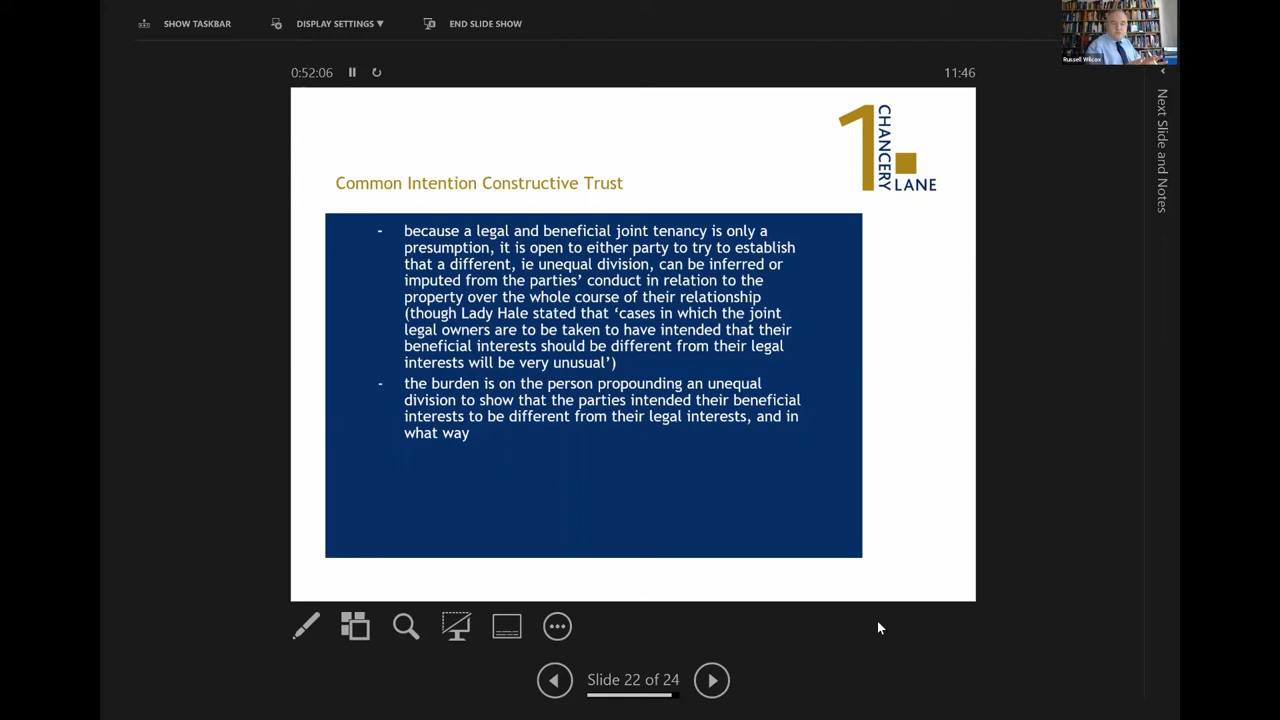 SHOW TASKBAR
DISPLAY SETTINGS ▼
END SLIDE SHOW
Russell Wilcox
0:52:06
11:46
Next Slide and Notes
1 CHANCERY LANE
Common Intention Constructive Trust
- because a legal and beneficial joint tenancy is only a
presumption, it is open to either party to try to establish
that a different, ie unequal division, can be inferred or
imputed from the parties’ conduct in relation to the
property over the whole course of their relationship
(though Lady Hale stated that ‘cases in which the joint
legal owners are to be taken to have intended that their
beneficial interests should be different from their legal
interests will be very unusual’)
- the burden is on the person propounding an unequal
division to show that the parties intended their beneficial
interests to be different from their legal interests, and in
what way
Slide 22 of 24